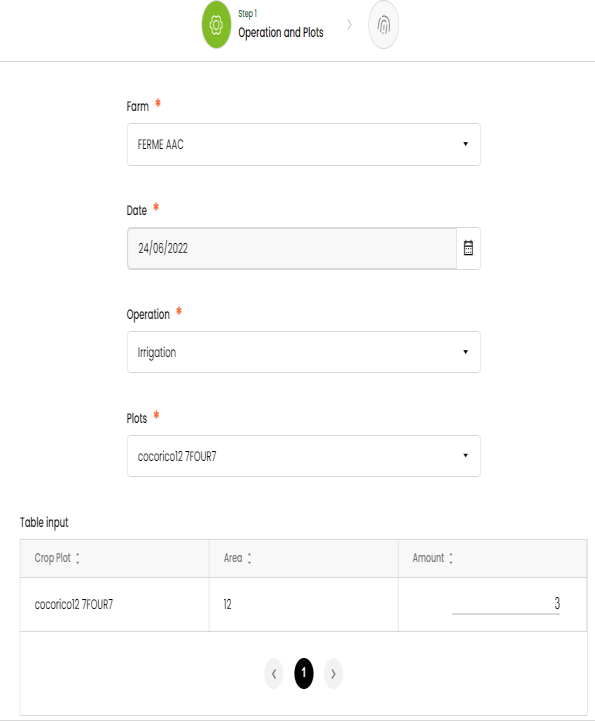 Step 1
Operation and Plots
Farm *
FERME AAC
Date *
24/06/2022
Operation *
Irrigation
Plots *
cocorico12 7FOUR7
Table input
Crop Plot Area Amount
cocorico12 7FOUR7 12 3
1